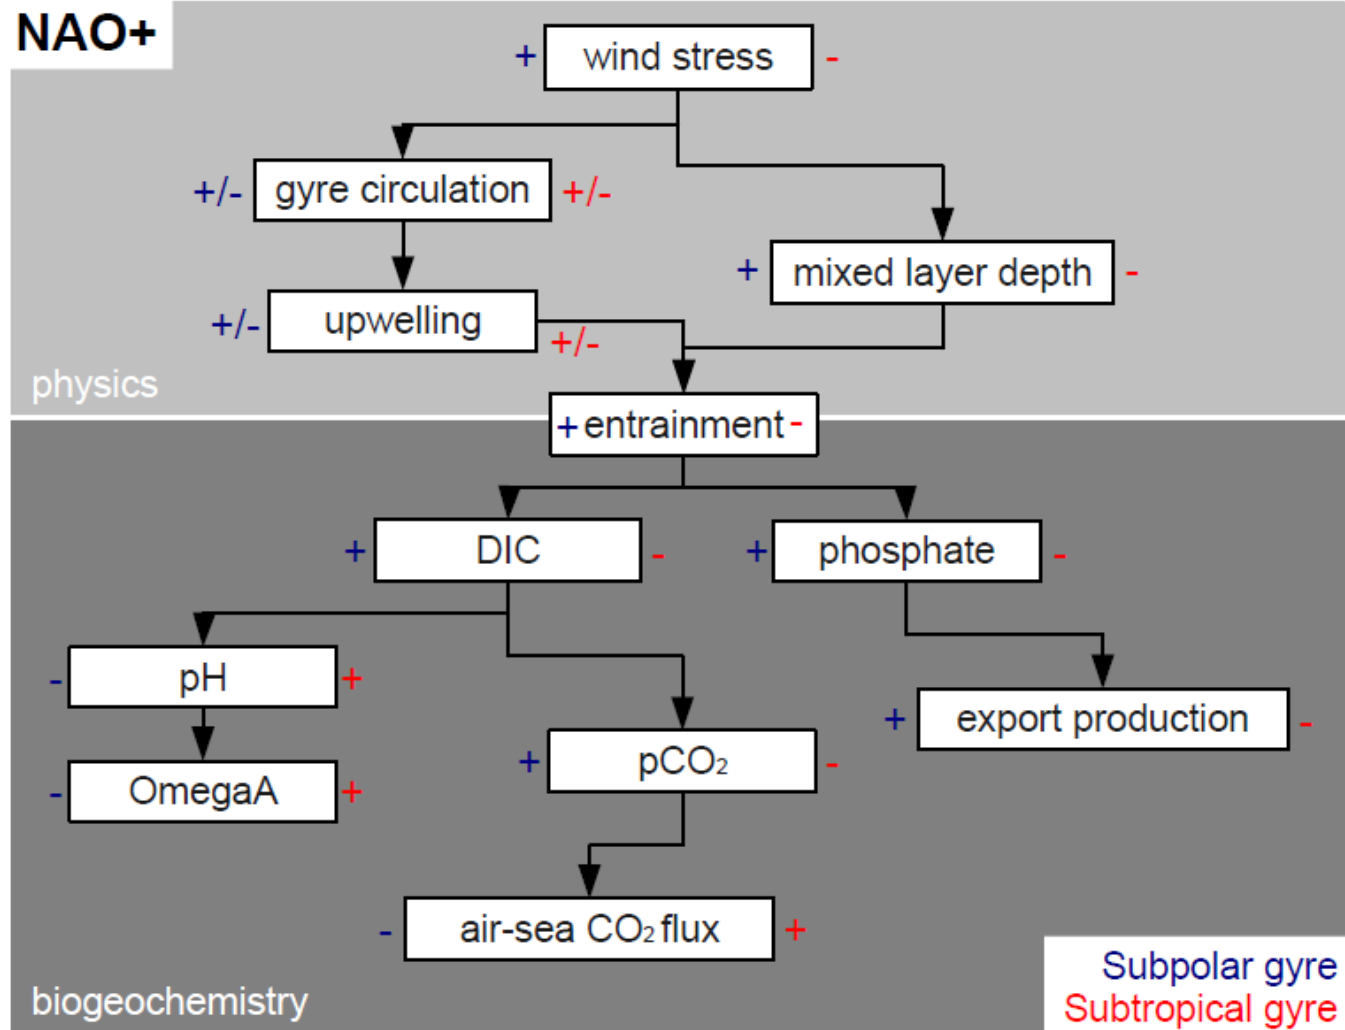 NAO+
+ wind stress -
+/- gyre circulation +/-
+ mixed layer depth -
+/- upwelling +/-
physics
+ entrainment -
+ DIC -
+ phosphate -
- pH +
+ export production -
+ pCO₂ -
- OmegaA +
- air-sea CO₂ flux +
biogeochemistry
Subpolar gyre
Subtropical gyre